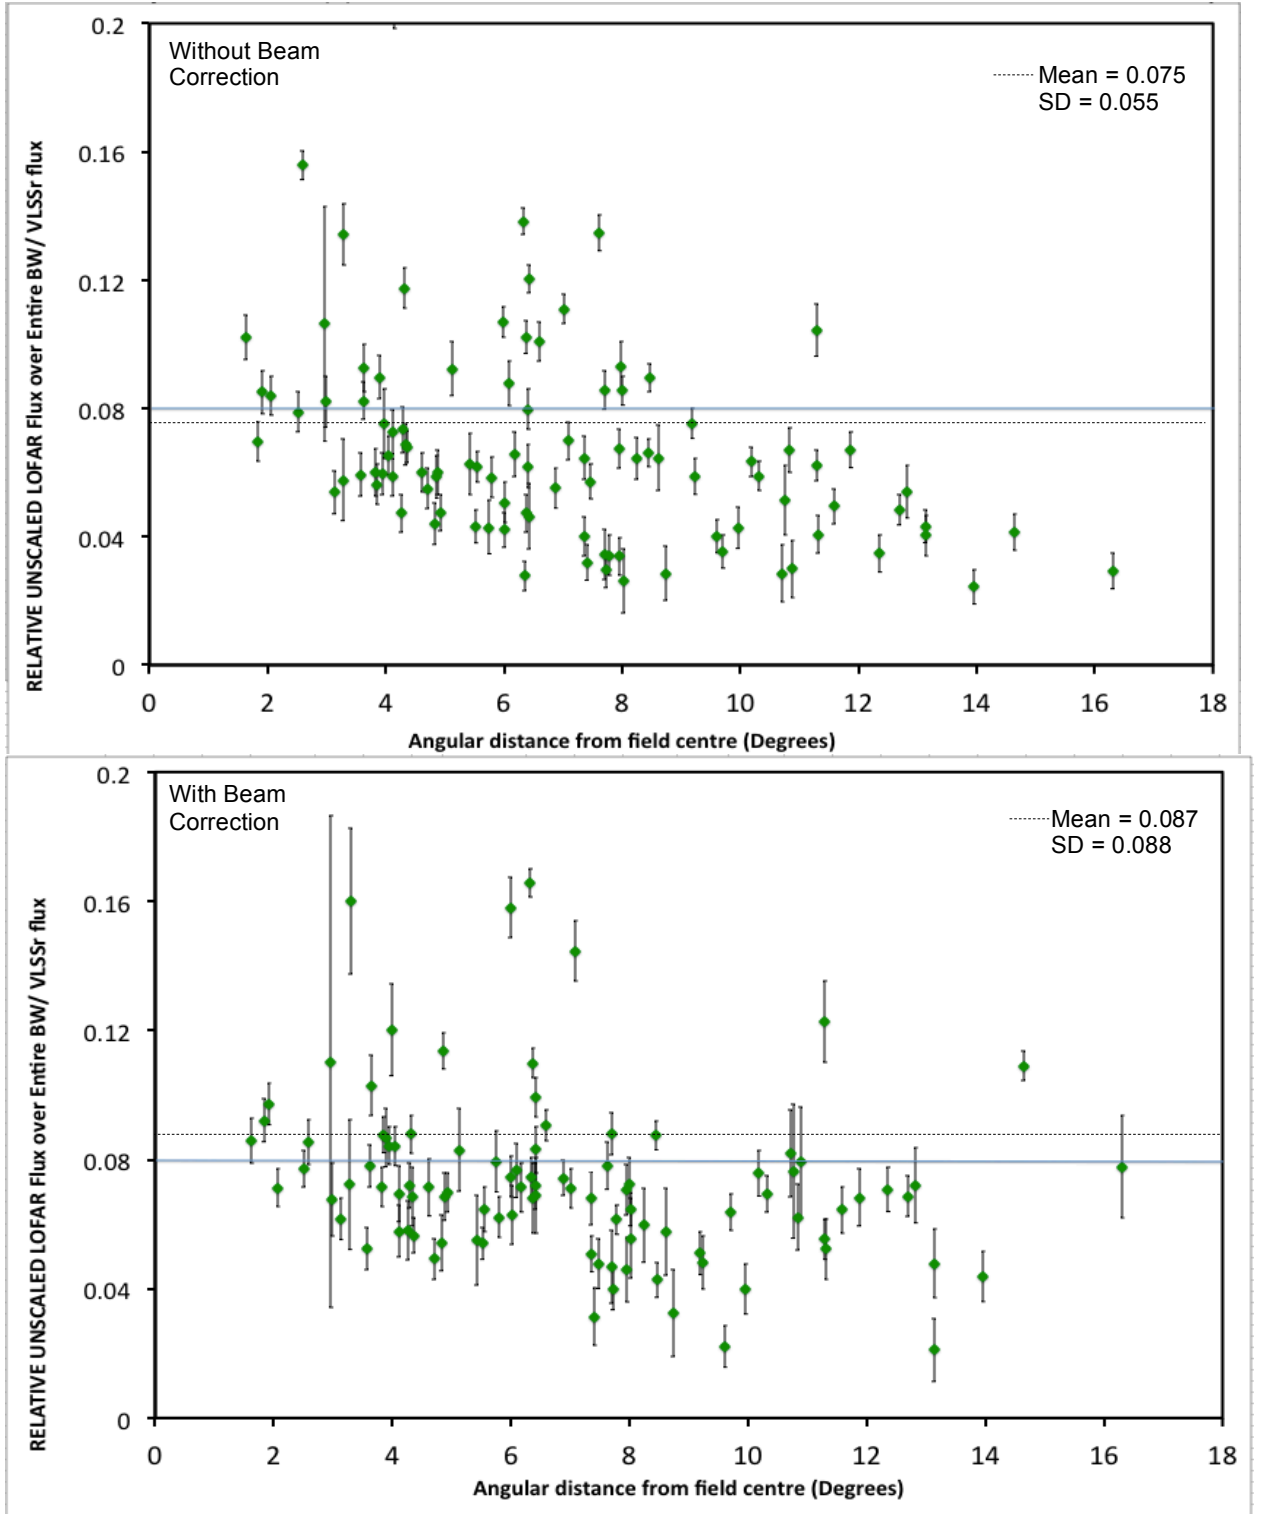 0.2
Without Beam
Correction
Mean = 0.075
SD = 0.055
0.16
0.12
0.08
0.04
0
RELATIVE UNSCALED LOFAR Flux over Entire BW/ VLSSr flux
0 2 4 6 8 10 12 14 16 18
Angular distance from field centre (Degrees)
0.2
With Beam
Correction
Mean = 0.087
SD = 0.088
0.16
0.12
0.08
0.04
0
RELATIVE UNSCALED LOFAR Flux over Entire BW/ VLSSr flux
0 2 4 6 8 10 12 14 16 18
Angular distance from field centre (Degrees)